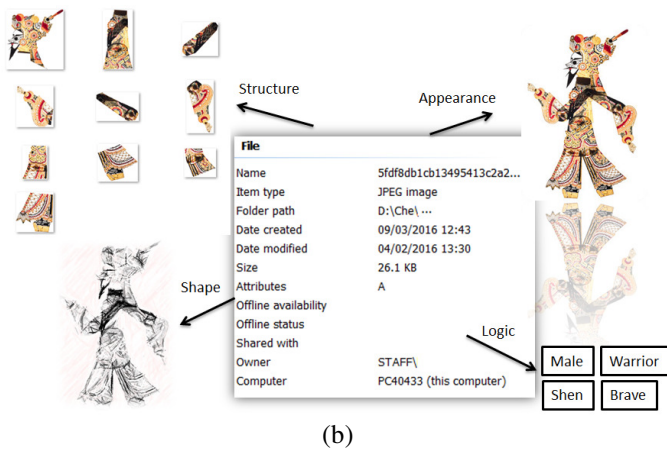 Structure
Appearance
File
Name 5fdf8db1cb13495413c2a2...
Item type JPEG image
Folder path D:\Che\ ...
Date created 09/03/2016 12:43
Date modified 04/02/2016 13:30
Size 26.1 KB
Attributes A
Offline availability
Offline status
Shared with
Owner STAFF\
Computer PC40433 (this computer)
Shape
Logic
Male Warrior
Shen Brave
(b)